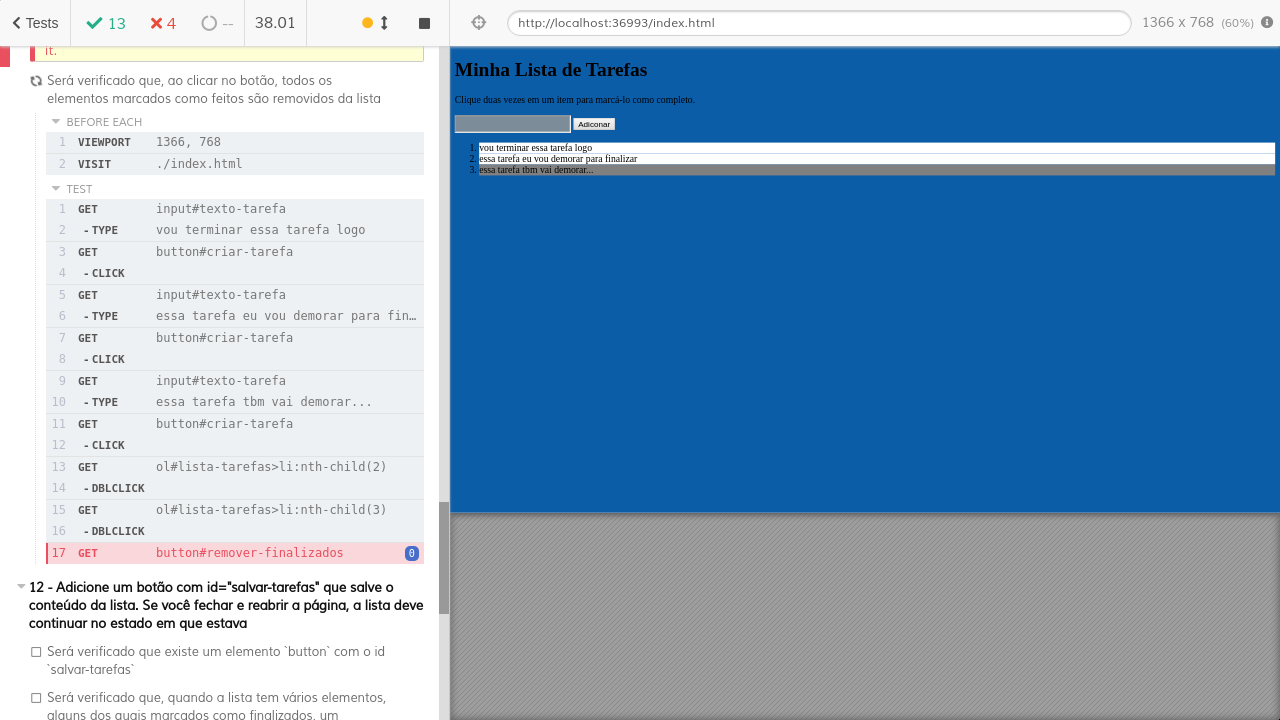 Tests
13
4
--
38.01
http://localhost:36993/index.html
1366 x 768 (60%)
it.
Será verificado que, ao clicar no botão, todos os
elementos marcados como feitos são removidos da lista
BEFORE EACH
1 VIEWPORT 1366, 768
2 VISIT ./index.html
TEST
1 GET input#texto-tarefa
2 -TYPE vou terminar essa tarefa logo
3 GET button#criar-tarefa
4 -CLICK
5 GET input#texto-tarefa
6 -TYPE essa tarefa eu vou demorar para fin…
7 GET button#criar-tarefa
8 -CLICK
9 GET input#texto-tarefa
10 -TYPE essa tarefa tbm vai demorar...
11 GET button#criar-tarefa
12 -CLICK
13 GET ol#lista-tarefas>li:nth-child(2)
14 -DBLCLICK
15 GET ol#lista-tarefas>li:nth-child(3)
16 -DBLCLICK
17 GET button#remover-finalizados 0
12 - Adicione um botão com id="salvar-tarefas" que salve o
conteúdo da lista. Se você fechar e reabrir a página, a lista deve
continuar no estado em que estava
Será verificado que existe um elemento `button` com o id
`salvar-tarefas`
Será verificado que, quando a lista tem vários elementos,
alguns dos quais marcados como finalizados, um
Minha Lista de Tarefas
Clique duas vezes em um item para marcá-lo como completo.
Adicionar
1. vou terminar essa tarefa logo
2. essa tarefa eu vou demorar para finalizar
3. essa tarefa tbm vai demorar...